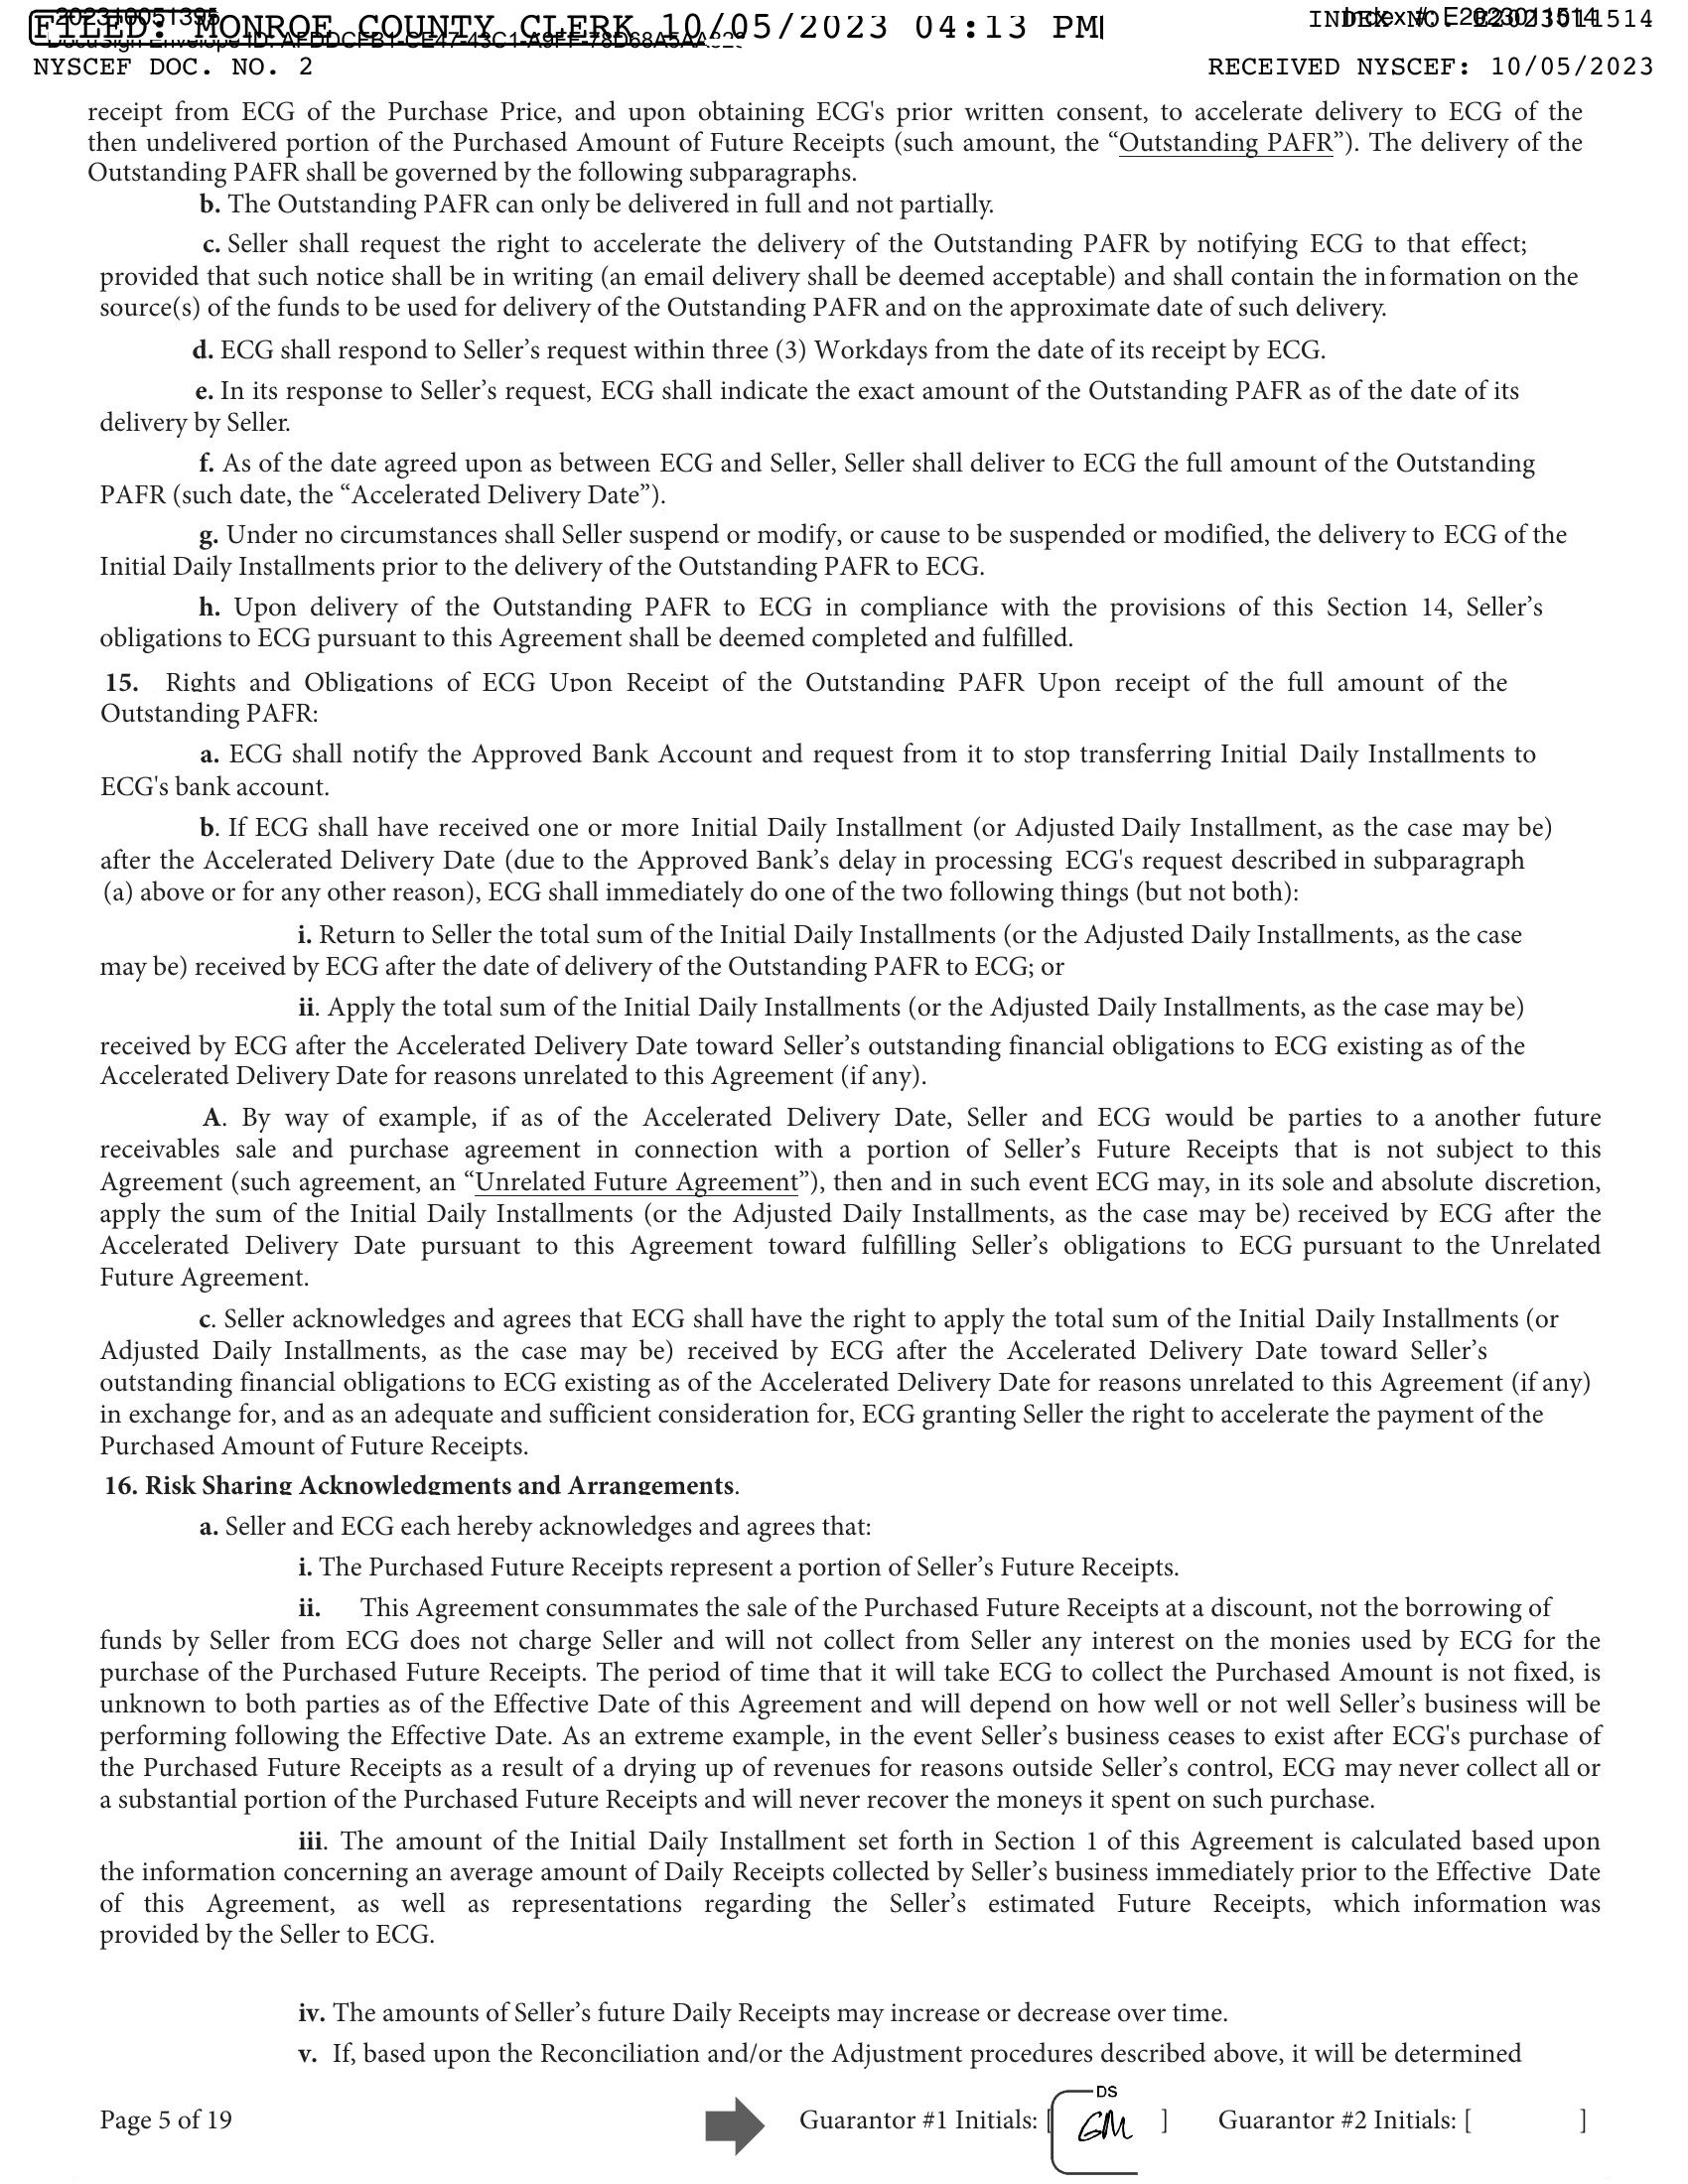 202310051395
Index #: E2023011514
FILED: MONROE COUNTY CLERK 10/05/2023 04:13 PM
INDEX NO. E2023011514
DocuSign Envelope ID:
NYSCEF DOC. NO. 2
RECEIVED NYSCEF: 10/05/2023
receipt from ECG of the Purchase Price, and upon obtaining ECG's prior written consent, to accelerate delivery to ECG of the
then undelivered portion of the Purchased Amount of Future Receipts (such amount, the “Outstanding PAFR”). The delivery of the
Outstanding PAFR shall be governed by the following subparagraphs.
b. The Outstanding PAFR can only be delivered in full and not partially.
c. Seller shall request the right to accelerate the delivery of the Outstanding PAFR by notifying ECG to that effect;
provided that such notice shall be in writing (an email delivery shall be deemed acceptable) and shall contain the information on the
source(s) of the funds to be used for delivery of the Outstanding PAFR and on the approximate date of such delivery.
d. ECG shall respond to Seller’s request within three (3) Workdays from the date of its receipt by ECG.
e. In its response to Seller’s request, ECG shall indicate the exact amount of the Outstanding PAFR as of the date of its
delivery by Seller.
f. As of the date agreed upon as between ECG and Seller, Seller shall deliver to ECG the full amount of the Outstanding
PAFR (such date, the “Accelerated Delivery Date”).
g. Under no circumstances shall Seller suspend or modify, or cause to be suspended or modified, the delivery to ECG of the
Initial Daily Installments prior to the delivery of the Outstanding PAFR to ECG.
h. Upon delivery of the Outstanding PAFR to ECG in compliance with the provisions of this Section 14, Seller’s
obligations to ECG pursuant to this Agreement shall be deemed completed and fulfilled.
15. Rights and Obligations of ECG Upon Receipt of the Outstanding PAFR Upon receipt of the full amount of the
Outstanding PAFR:
a. ECG shall notify the Approved Bank Account and request from it to stop transferring Initial Daily Installments to
ECG's bank account.
b. If ECG shall have received one or more Initial Daily Installment (or Adjusted Daily Installment, as the case may be)
after the Accelerated Delivery Date (due to the Approved Bank’s delay in processing ECG's request described in subparagraph
(a) above or for any other reason), ECG shall immediately do one of the two following things (but not both):
i. Return to Seller the total sum of the Initial Daily Installments (or the Adjusted Daily Installments, as the case
may be) received by ECG after the date of delivery of the Outstanding PAFR to ECG; or
ii. Apply the total sum of the Initial Daily Installments (or the Adjusted Daily Installments, as the case may be)
received by ECG after the Accelerated Delivery Date toward Seller’s outstanding financial obligations to ECG existing as of the
Accelerated Delivery Date for reasons unrelated to this Agreement (if any).
A. By way of example, if as of the Accelerated Delivery Date, Seller and ECG would be parties to a another future
receivables sale and purchase agreement in connection with a portion of Seller’s Future Receipts that is not subject to this
Agreement (such agreement, an “Unrelated Future Agreement”), then and in such event ECG may, in its sole and absolute discretion,
apply the sum of the Initial Daily Installments (or the Adjusted Daily Installments, as the case may be) received by ECG after the
Accelerated Delivery Date pursuant to this Agreement toward fulfilling Seller’s obligations to ECG pursuant to the Unrelated
Future Agreement.
c. Seller acknowledges and agrees that ECG shall have the right to apply the total sum of the Initial Daily Installments (or
Adjusted Daily Installments, as the case may be) received by ECG after the Accelerated Delivery Date toward Seller’s
outstanding financial obligations to ECG existing as of the Accelerated Delivery Date for reasons unrelated to this Agreement (if any)
in exchange for, and as an adequate and sufficient consideration for, ECG granting Seller the right to accelerate the payment of the
Purchased Amount of Future Receipts.
16. Risk Sharing Acknowledgments and Arrangements.
a. Seller and ECG each hereby acknowledges and agrees that:
i. The Purchased Future Receipts represent a portion of Seller’s Future Receipts.
ii. This Agreement consummates the sale of the Purchased Future Receipts at a discount, not the borrowing of
funds by Seller from ECG does not charge Seller and will not collect from Seller any interest on the monies used by ECG for the
purchase of the Purchased Future Receipts. The period of time that it will take ECG to collect the Purchased Amount is not fixed, is
unknown to both parties as of the Effective Date of this Agreement and will depend on how well or not well Seller’s business will be
performing following the Effective Date. As an extreme example, in the event Seller’s business ceases to exist after ECG's purchase of
the Purchased Future Receipts as a result of a drying up of revenues for reasons outside Seller’s control, ECG may never collect all or
a substantial portion of the Purchased Future Receipts and will never recover the moneys it spent on such purchase.
iii. The amount of the Initial Daily Installment set forth in Section 1 of this Agreement is calculated based upon
the information concerning an average amount of Daily Receipts collected by Seller’s business immediately prior to the Effective Date
of this Agreement, as well as representations regarding the Seller’s estimated Future Receipts, which information was
provided by the Seller to ECG.
iv. The amounts of Seller’s future Daily Receipts may increase or decrease over time.
v. If, based upon the Reconciliation and/or the Adjustment procedures described above, it will be determined
DS
Page 5 of 19
Guarantor #1 Initials: [ GM ]
Guarantor #2 Initials: [ ]